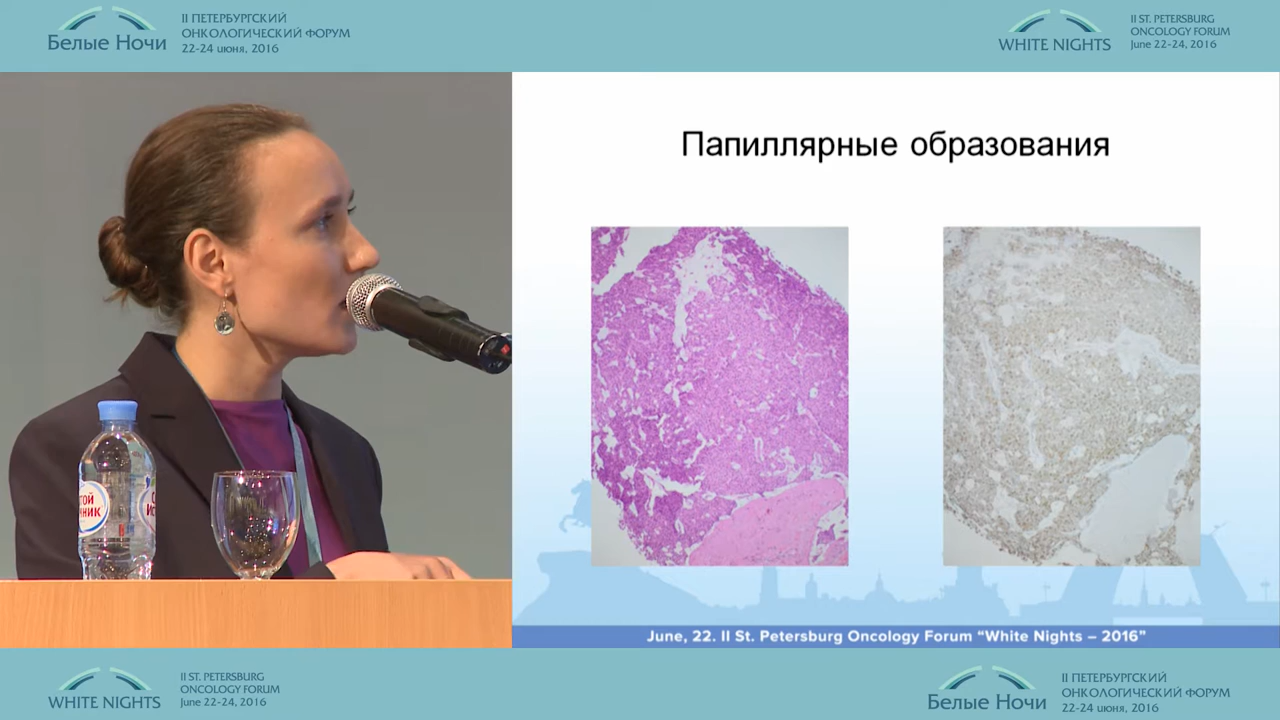 Белые Ночи
II ПЕТЕРБУРГСКИЙ
ОНКОЛОГИЧЕСКИЙ ФОРУМ
22-24 июня, 2016
WHITE NIGHTS
II ST. PETERSBURG
ONCOLOGY FORUM
June 22-24, 2016
Папиллярные образования
June, 22. II St. Petersburg Oncology Forum “White Nights – 2016”
WHITE NIGHTS
II ST. PETERSBURG
ONCOLOGY FORUM
June 22-24, 2016
Белые Ночи
II ПЕТЕРБУРГСКИЙ
ОНКОЛОГИЧЕСКИЙ ФОРУМ
22-24 июня, 2016